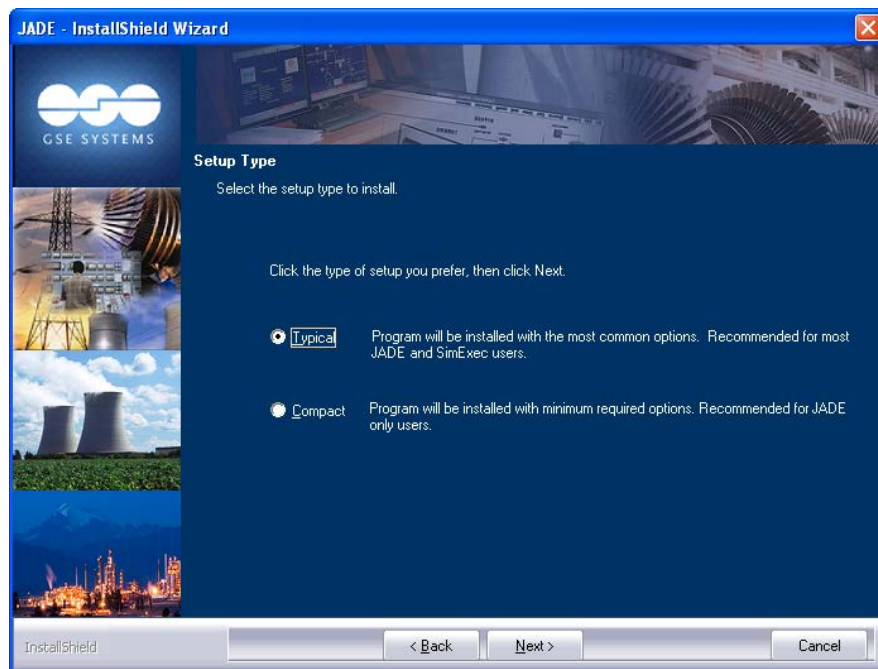 JADE - InstallShield Wizard
GSE SYSTEMS
Setup Type
Select the setup type to install.
Click the type of setup you prefer, then click Next.
Typical
Program will be installed with the most common options. Recommended for most
JADE and SimExec users.
Compact
Program will be installed with minimum required options. Recommended for JADE
only users.
InstallShield
< Back
Next >
Cancel